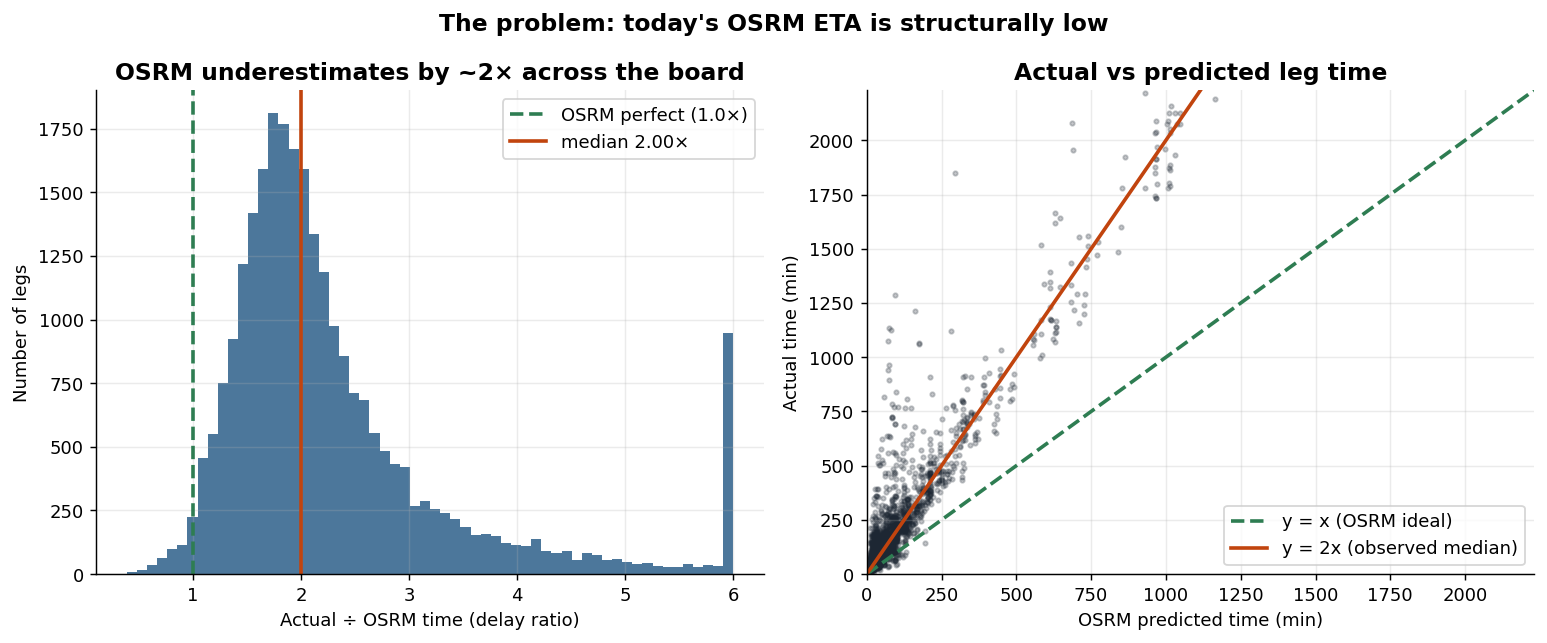 The problem: today's OSRM ETA is structurally low
OSRM underestimates by ~2× across the board
Number of legs
1750
1500
1250
1000
750
500
250
0
OSRM perfect (1.0×)
median 2.00×
1 2 3 4 5 6
Actual ÷ OSRM time (delay ratio)
Actual vs predicted leg time
Actual time (min)
2000
1750
1500
1250
1000
750
500
250
0
y = x (OSRM ideal)
y = 2x (observed median)
0 250 500 750 1000 1250 1500 1750 2000
OSRM predicted time (min)